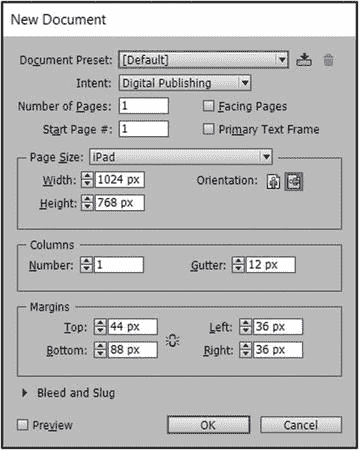 New Document
Document Preset: [Default]
Intent: Digital Publishing
Number of Pages: 1 Facing Pages
Start Page #: 1 Primary Text Frame
Page Size: iPad
Width: 1024 px Orientation:
Height: 768 px
Columns
Number: 1 Gutter: 12 px
Margins
Top: 44 px Left: 36 px
Bottom: 88 px Right: 36 px
Bleed and Slug
Preview OK Cancel